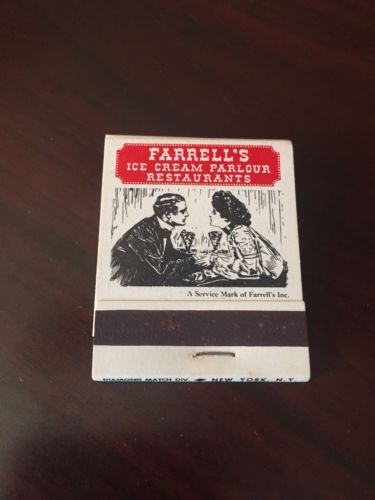 FARRELL'S
ICE CREAM PARLOUR
RESTAURANTS
A Service Mark of Farrell's Inc.
DIAMOND MATCH DIV. NEW YORK, N.Y.